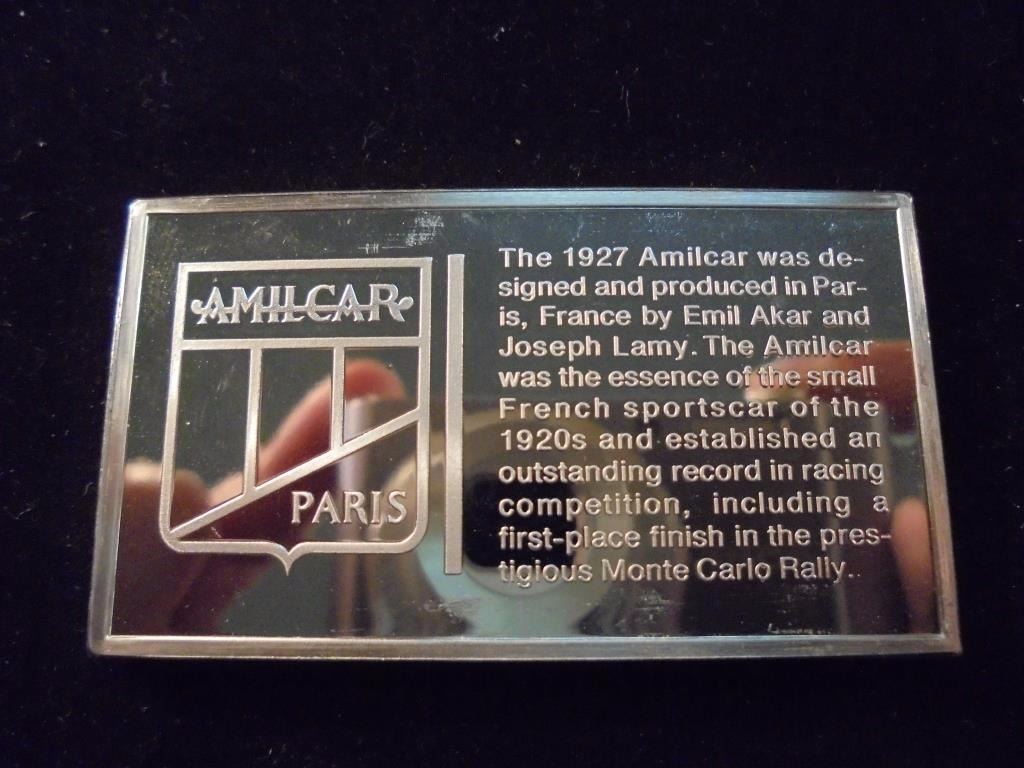 AMILCAR
PARIS
The 1927 Amilcar was de-
signed and produced in Par-
is, France by Emil Akar and
Joseph Lamy. The Amilcar
was the essence of the small
French sportscar of the
1920s and established an
outstanding record in racing
competition, including a
first-place finish in the pres-
tigious Monte Carlo Rally.